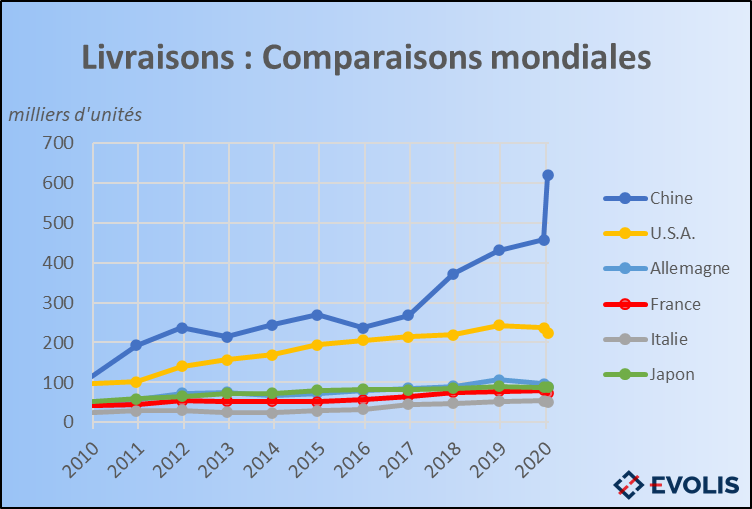 Livraisons : Comparaisons mondiales
milliers d'unités
700
600
500
400
300
200
100
0
2010 2011 2012 2013 2014 2015 2016 2017 2018 2019 2020
Chine
U.S.A.
Allemagne
France
Italie
Japon
EVOLIS